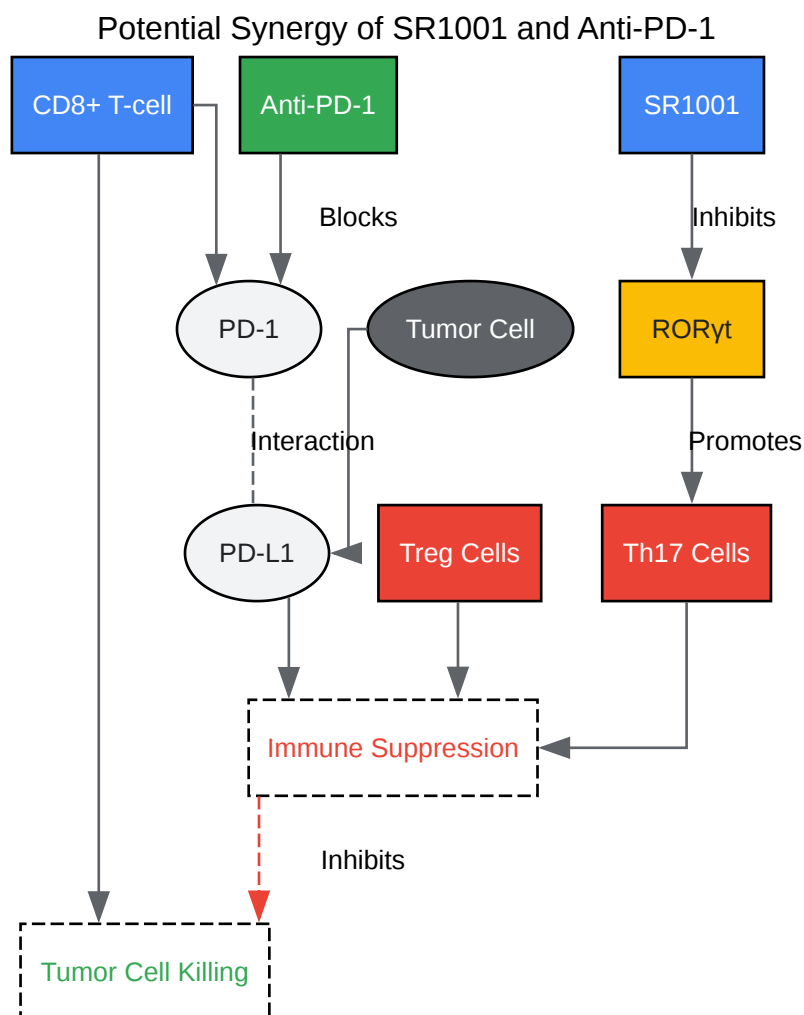 Potential Synergy of SR1001 and Anti-PD-1
CD8+ T-cell
Anti-PD-1
SR1001
Blocks
Inhibits
PD-1
Tumor Cell
RORγt
Interaction
Promotes
PD-L1
Treg Cells
Th17 Cells
Immune Suppression
Inhibits
Tumor Cell Killing